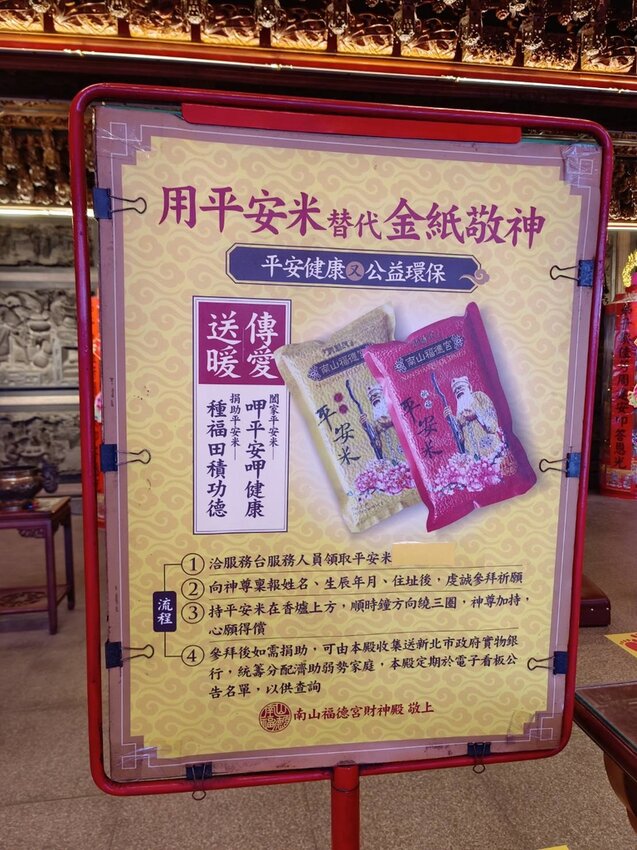 用平安米替代金紙敬神
平安健康又公益環保
傳愛
送暖
闔家平安米
呷平安呷健康
捐助平安米
種福田積功德
南山福德宮
平安米
南山福德宮
平安米
流程
①洽服務台服務人員領取平安米
②向神尊稟報姓名、生辰年月、住址後,虔誠參拜祈願
③持平安米在香爐上方,順時鐘方向繞三圈,神尊加持,
心願得償
④參拜後如需捐助,可由本殿收集送新北市政府實物銀
行,統籌分配濟助弱勢家庭,本殿定期於電子看板公
告名單,以供查詢
南山福德宮財神殿 敬上